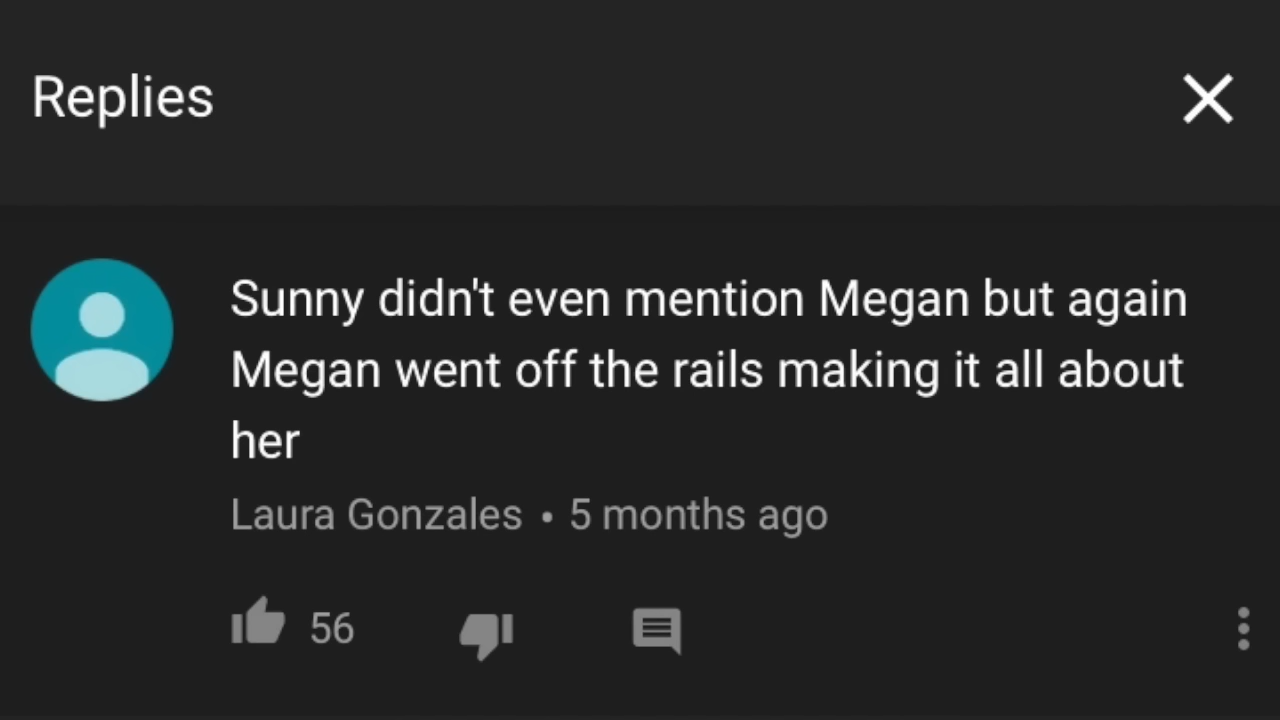 Replies
Sunny didn't even mention Megan but again
Megan went off the rails making it all about
her
Laura Gonzales • 5 months ago
56